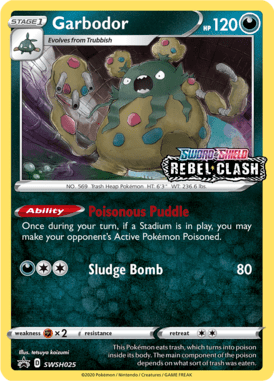 STAGE 1 Garbodor HP 120
Evolves from Trubbish
SWORD & SHIELD
REBEL CLASH
NO. 569 Trash Heap Pokémon HT: 6'3" WT: 236.6 lbs.
Ability Poisonous Puddle
Once during your turn, if a Stadium is in play, you may
make your opponent's Active Pokémon Poisoned.
Sludge Bomb 80
weakness ×2 resistance retreat
Illus. tetsuya koizumi
D SWSH025
This Pokémon eats trash, which turns into poison
inside its body. The main component of the poison
depends on what sort of trash was eaten.
©2020 Pokémon / Nintendo / Creatures / GAME FREAK